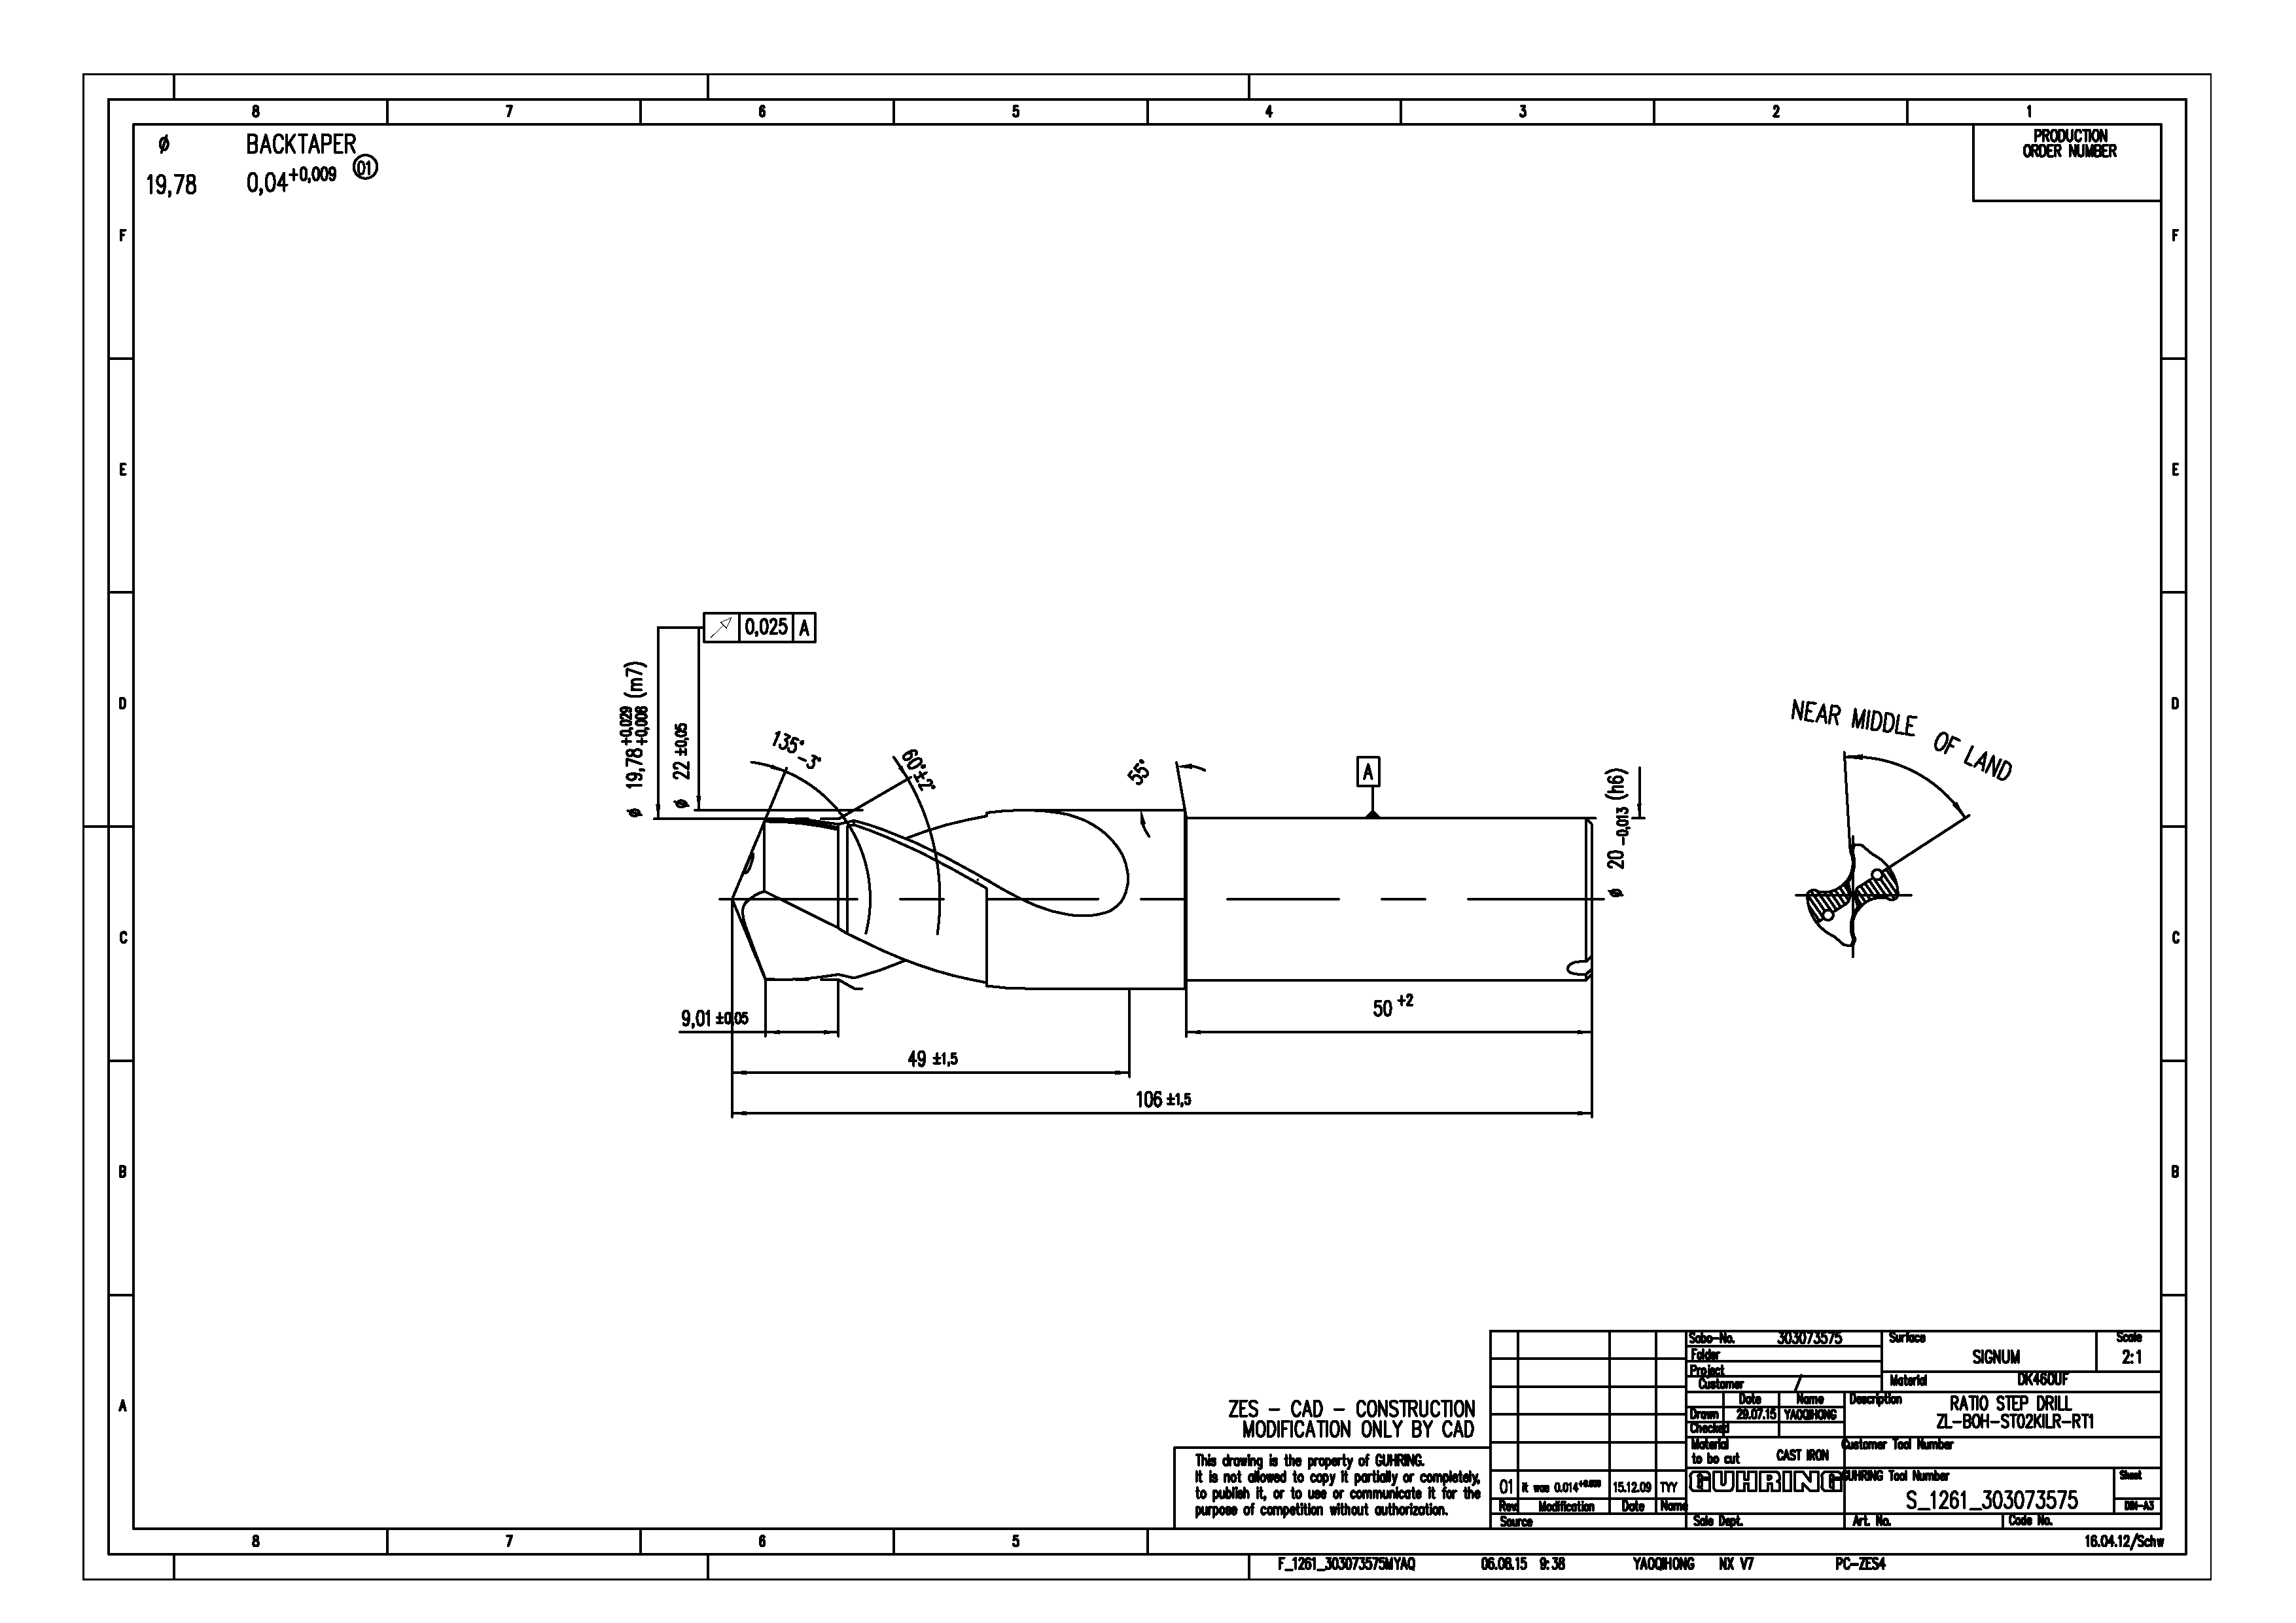 8 7 6 5 4 3 2 1
ø BACKTAPER
19,78 0,04+0,009 01
PRODUCTION
ORDER NUMBER
F F
E E
D D
C C
B B
A
0,025 A
ø 19,78 +0,029 +0,008 (m7)
ø 22 ±0,05
135° -3°
60°±2°
55°
A
ø 20 -0,013 (h6)
NEAR MIDDLE OF LAND
9,01 ±0,05
50 +2
49 ±1,5
106 ±1,5
ZES - CAD - CONSTRUCTION
MODIFICATION ONLY BY CAD
This drawing is the property of GUHRING.
It is not allowed to copy it partially or completely,
to publish it, or to use or communicate it for the
purpose of competition without authorization.
01 it was 0.014 15.12.09 TYY
Rev. Modification Date Name
Source
Sabo-No. 303073575
Folder
Project
Customer /
Surface
SIGNUM
Scale
2:1
Material DK460UF
Date Name
Drawn 29.07.15 YAOQIHONG
Checked
Description RATIO STEP DRILL
ZL-BOH-ST02KILR-RT1
Material
to be cut CAST IRON
Customer Tool Number
GUHRING
GUHRING Tool Number
S_1261_303073575
Sheet
DIN-A3
Sale Dept.
Art. No.
Code No.
16.04.12/Schw
8 7 6 5
F_1261_303073575MYAQ 06.08.15 9:38 YAOQIHONG NX V7 PC-ZES4